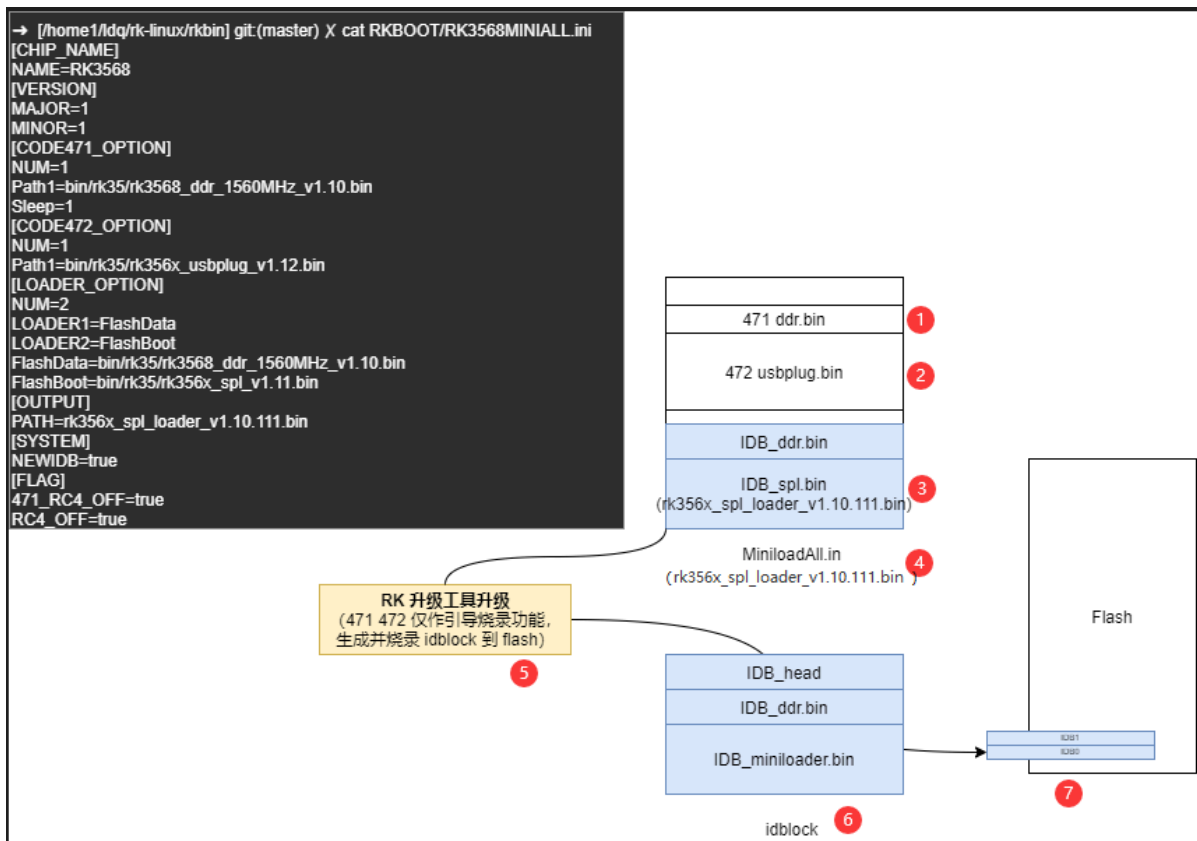 → [/home1/ldq/rk-linux/rkbin] git:(master) ✗ cat RKBOOT/RK3568MINIALL.ini
[CHIP_NAME]
NAME=RK3568
[VERSION]
MAJOR=1
MINOR=1
[CODE471_OPTION]
NUM=1
Path1=bin/rk35/rk3568_ddr_1560MHz_v1.10.bin
Sleep=1
[CODE472_OPTION]
NUM=1
Path1=bin/rk35/rk356x_usbplug_v1.12.bin
[LOADER_OPTION]
NUM=2
LOADER1=FlashData
LOADER2=FlashBoot
FlashData=bin/rk35/rk3568_ddr_1560MHz_v1.10.bin
FlashBoot=bin/rk35/rk356x_spl_v1.11.bin
[OUTPUT]
PATH=rk356x_spl_loader_v1.10.111.bin
[SYSTEM]
NEWIDB=true
[FLAG]
471_RC4_OFF=true
RC4_OFF=true
471 ddr.bin
1
472 usbplug.bin
2
IDB_ddr.bin
IDB_spl.bin
(rk356x_spl_loader_v1.10.111.bin)
3
MiniloadAll.in
(rk356x_spl_loader_v1.10.111.bin )
4
RK 升级工具升级
(471 472 仅作引导烧录功能,
生成并烧录 idblock 到 flash)
5
IDB_head
IDB_ddr.bin
IDB_miniloader.bin
idblock
6
Flash
IDB1
IDB0
7